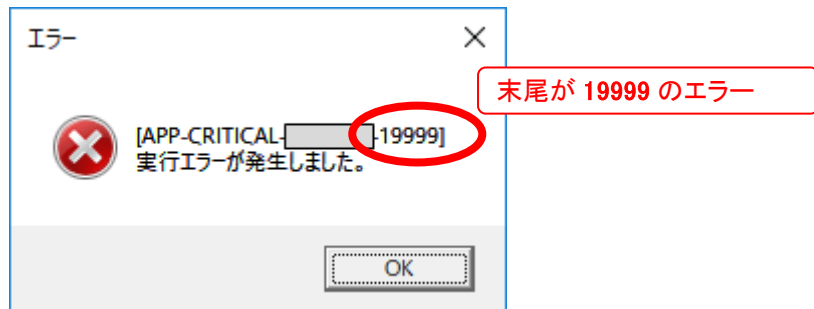 エラー
末尾が 19999 のエラー
[APP-CRITICAL- -19999]
実行エラーが発生しました。
OK